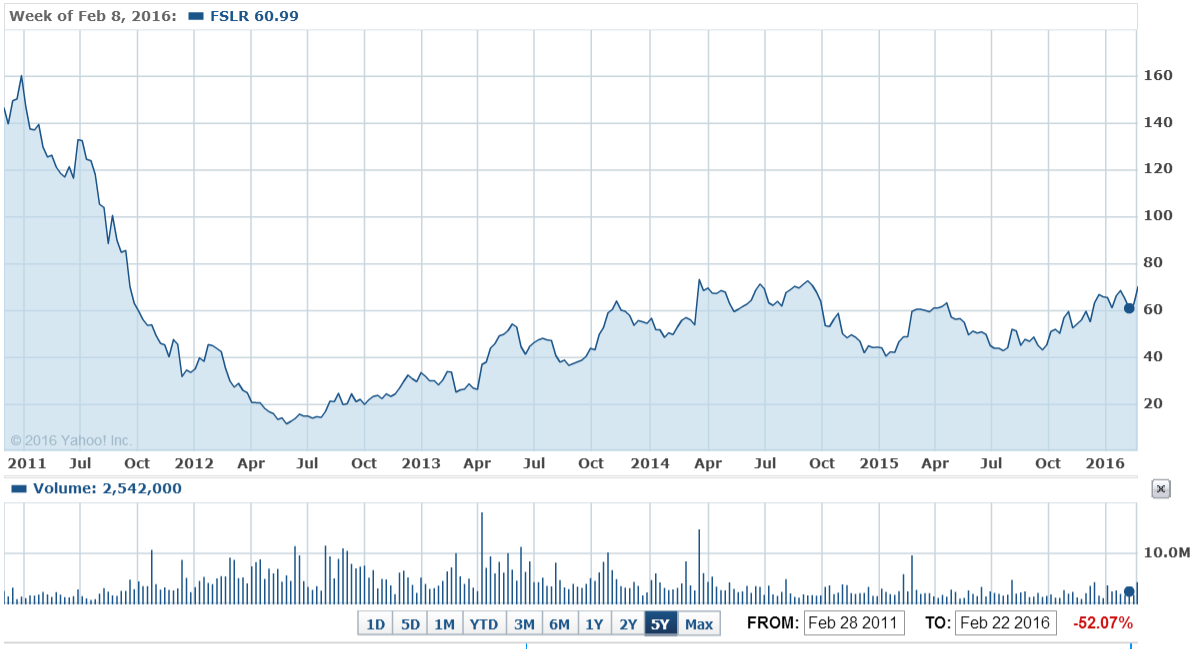 Week of Feb 8, 2016: FSLR 60.99
160
140
120
100
80
60
40
20
© 2016 Yahoo! Inc.
2011 Jul Oct 2012 Apr Jul Oct 2013 Apr Jul Oct 2014 Apr Jul Oct 2015 Apr Jul Oct 2016
Volume: 2,542,000
10.0M
1D 5D 1M YTD 3M 6M 1Y 2Y 5Y Max FROM: Feb 28 2011 TO: Feb 22 2016 -52.07%